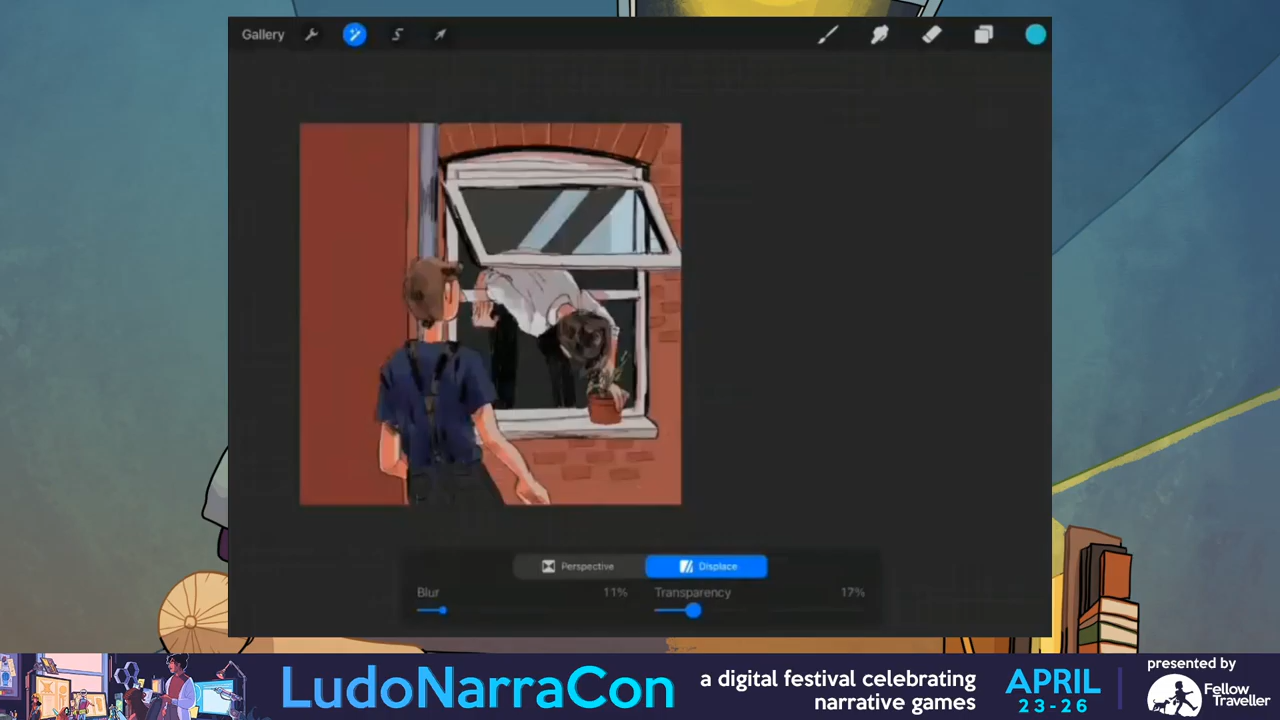 Gallery
Perspective
Displace
Blur
11%
Transparency
17%
LudoNarraCon
a digital festival celebrating
narrative games
APRIL
23-26
presented by
Fellow
Traveller